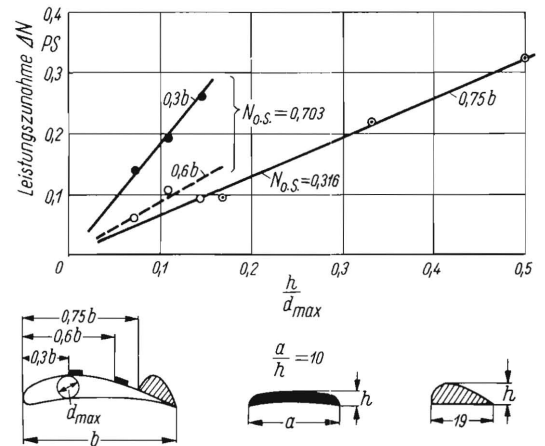 Leistungszunahme ΔN
PS
0,4
0,3
0,2
0,1
0
0,1
0,2
0,3
0,4
0,5
h
d_max
0,3b
N_o.S. = 0,703
0,6b
0,75b
N_o.S. = 0,316
0,75b
0,6b
0,3b
d_max
b
a
h
= 10
h
a
h
19